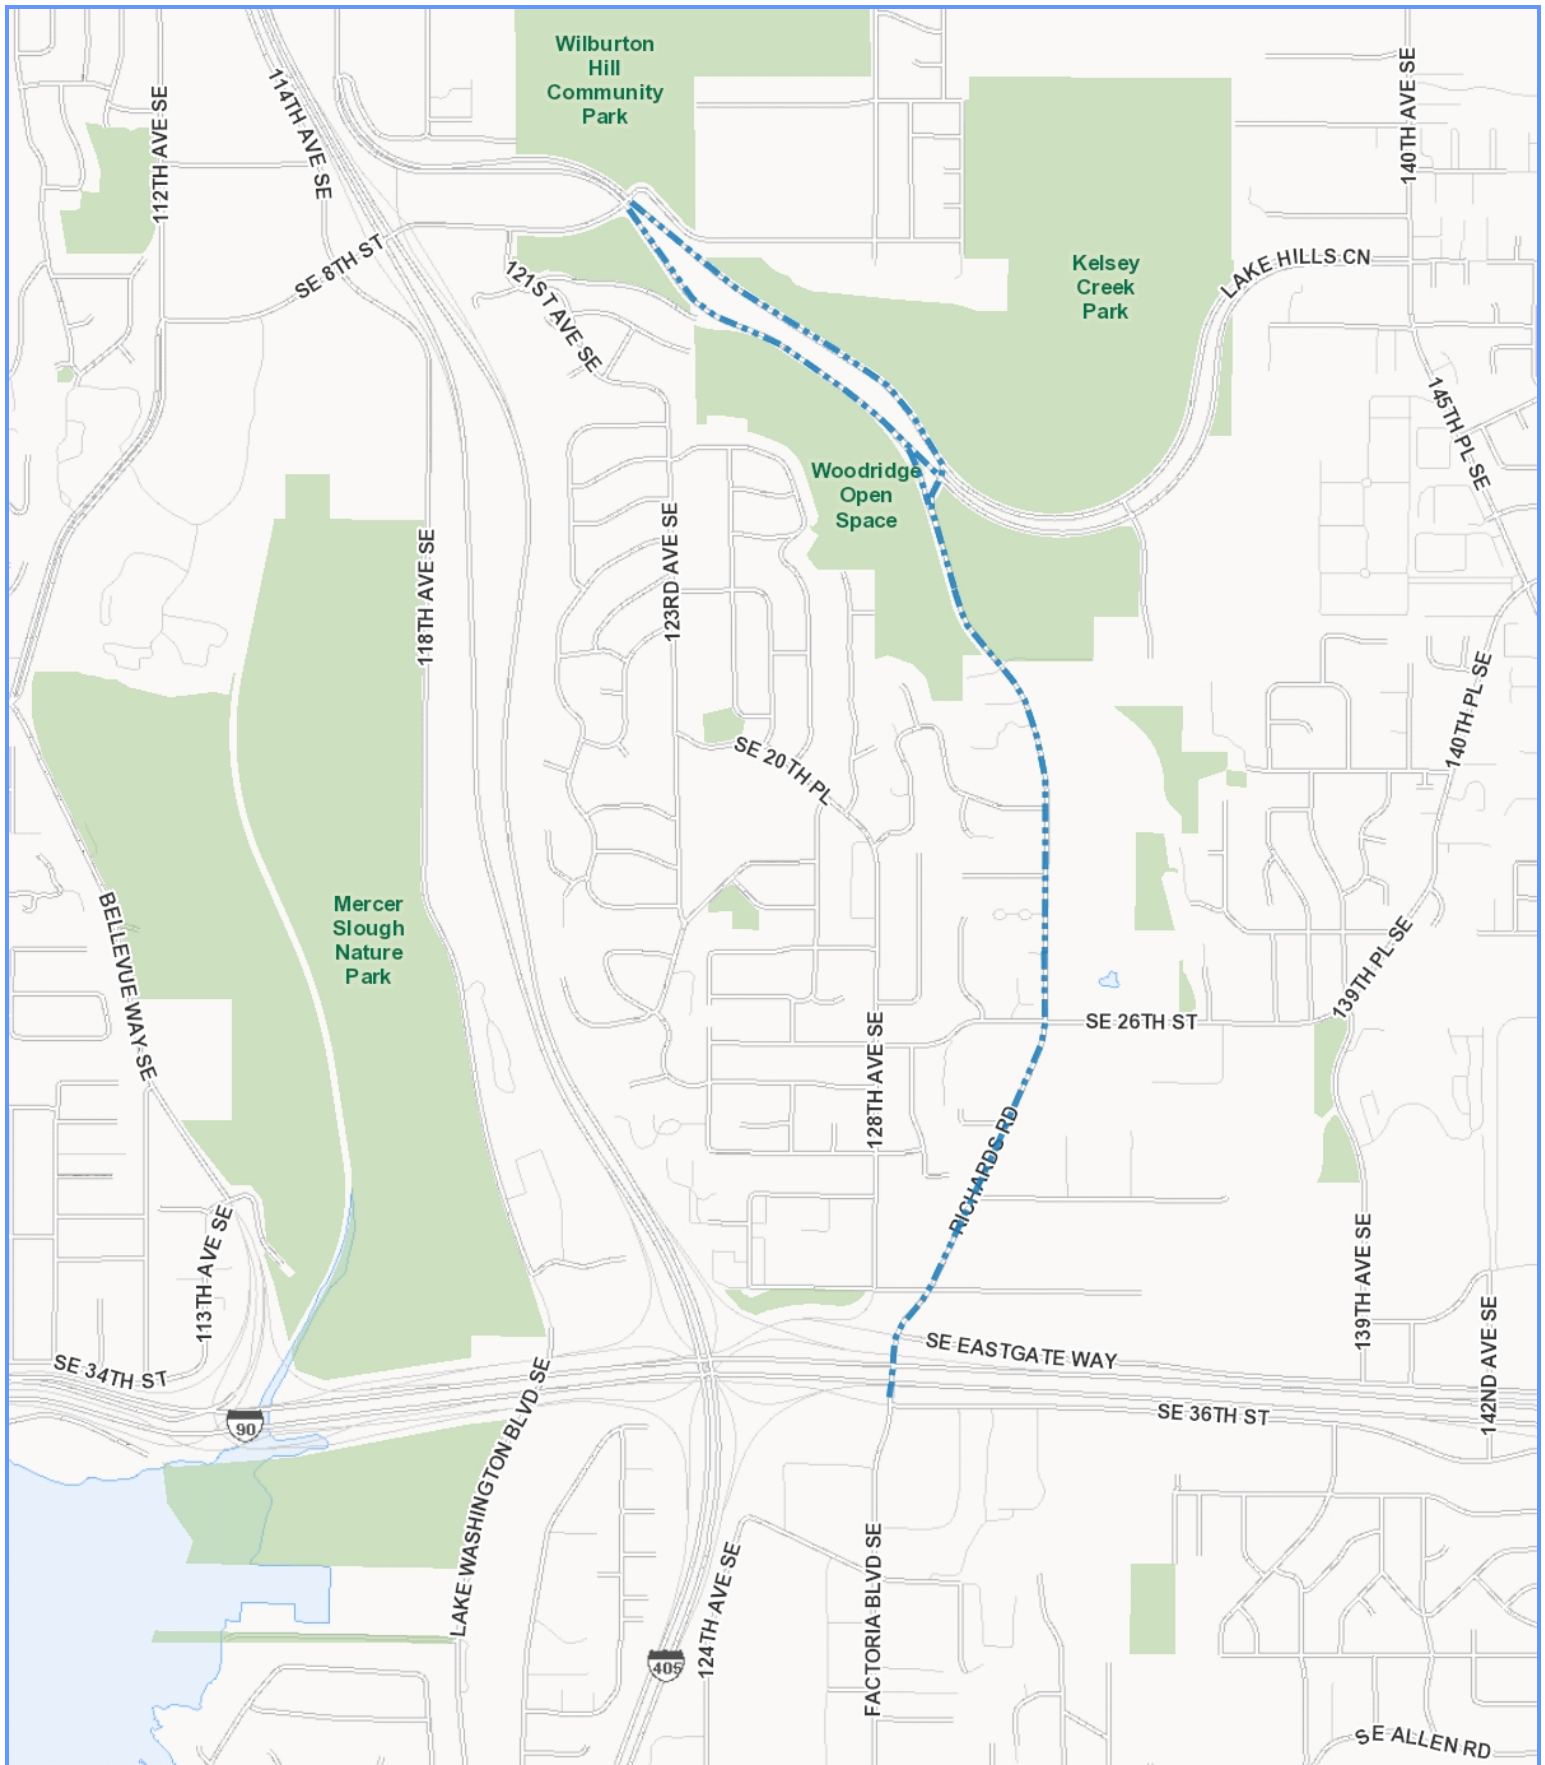 Wilburton
Hill
Community
Park
114TH AVE SE
112TH AVE SE
140TH AVE SE
SE 8TH ST
121ST AVE SE
Kelsey
Creek
Park
LAKE HILLS CN
145TH PL SE
Woodridge
Open
Space
118TH AVE SE
123RD AVE SE
140TH PL SE
SE 20TH PL
Mercer
Slough
Nature
Park
BELLEVUE WAY SE
139TH PL SE
SE 26TH ST
128TH AVE SE
RICHARDS RD
113TH AVE SE
139TH AVE SE
142ND AVE SE
SE EASTGATE WAY
SE 34TH ST
SE 36TH ST
90
LAKE WASHINGTON BLVD SE
124TH AVE SE
FACTORIA BLVD SE
405
SE ALLEN RD